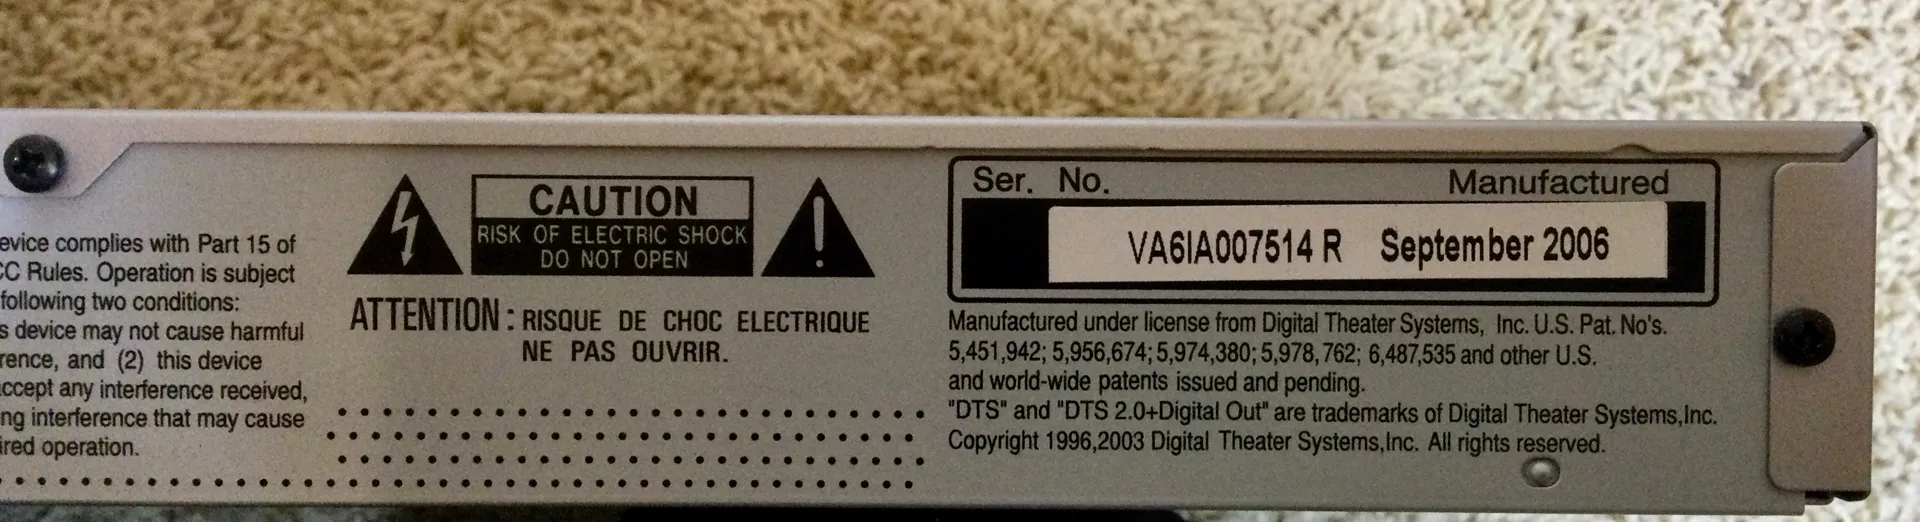 evice complies with Part 15 of
CC Rules. Operation is subject
following two conditions:
s device may not cause harmful
rence, and (2) this device
ccept any interference received,
ng interference that may cause
ired operation.
CAUTION
RISK OF ELECTRIC SHOCK
DO NOT OPEN
ATTENTION: RISQUE DE CHOC ELECTRIQUE
NE PAS OUVRIR.
Ser. No. Manufactured
VA6IA007514 R September 2006
Manufactured under license from Digital Theater Systems, Inc. U.S. Pat. No's.
5,451,942; 5,956,674; 5,974,380; 5,978,762; 6,487,535 and other U.S.
and world-wide patents issued and pending.
"DTS" and "DTS 2.0+Digital Out" are trademarks of Digital Theater Systems,Inc.
Copyright 1996,2003 Digital Theater Systems,Inc. All rights reserved.